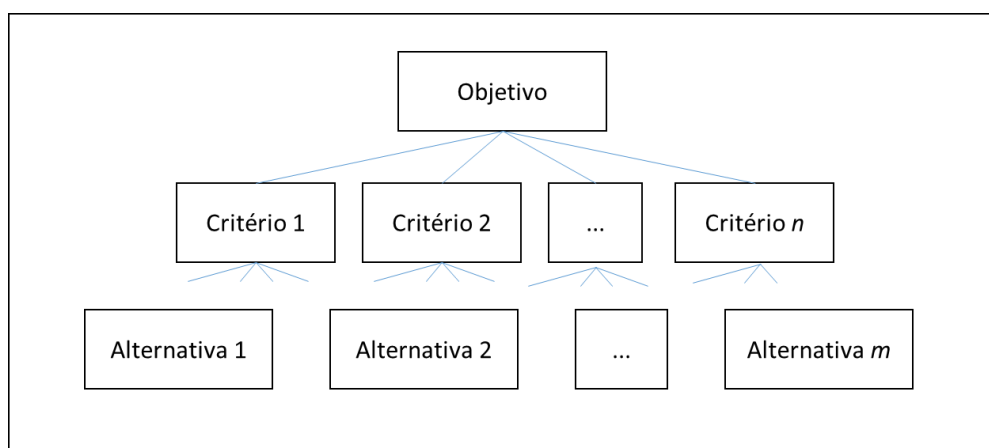 Objetivo
Critério 1
Critério 2
...
Critério n
Alternativa 1
Alternativa 2
...
Alternativa m